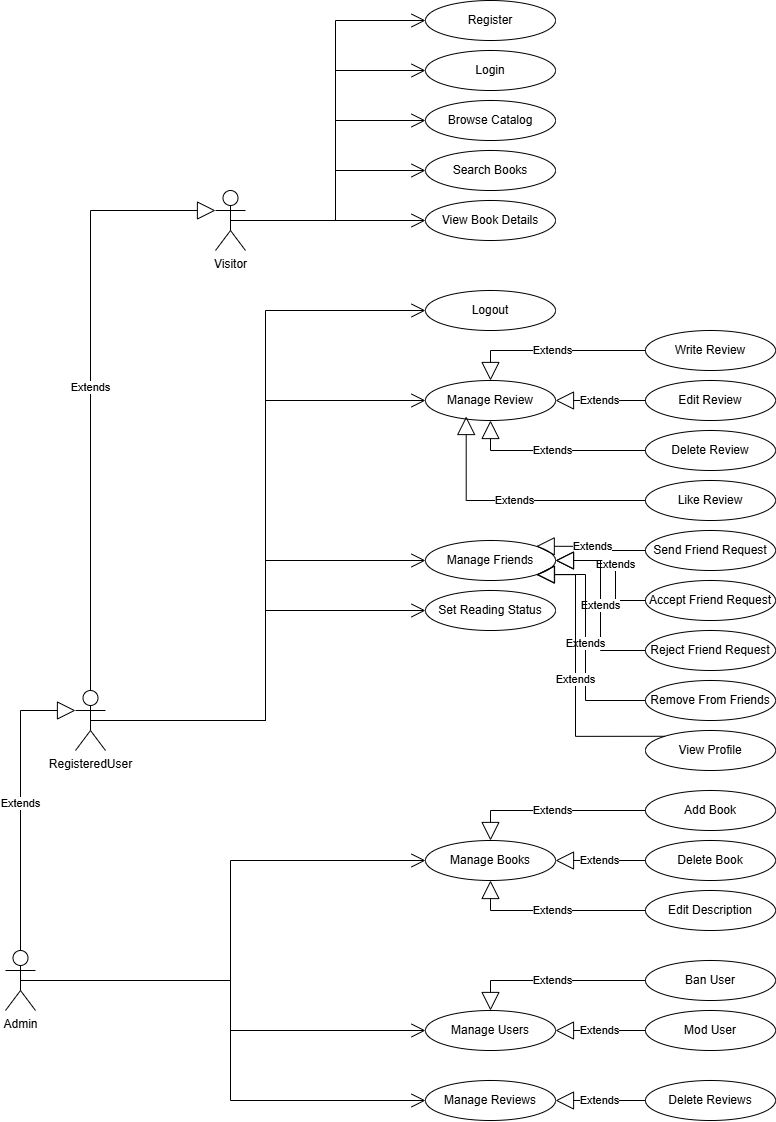 Register
Login
Browse Catalog
Search Books
View Book Details
Visitor
Logout
Extends
Write Review
Extends
Manage Review
Extends
Edit Review
Extends
Delete Review
Extends
Like Review
Extends
Send Friend Request
Manage Friends
Extends
Accept Friend Request
Extends
Set Reading Status
Extends
Reject Friend Request
Extends
Remove From Friends
View Profile
RegisteredUser
Extends
Extends
Add Book
Manage Books
Extends
Delete Book
Extends
Edit Description
Extends
Ban User
Admin
Manage Users
Extends
Mod User
Manage Reviews
Extends
Delete Reviews